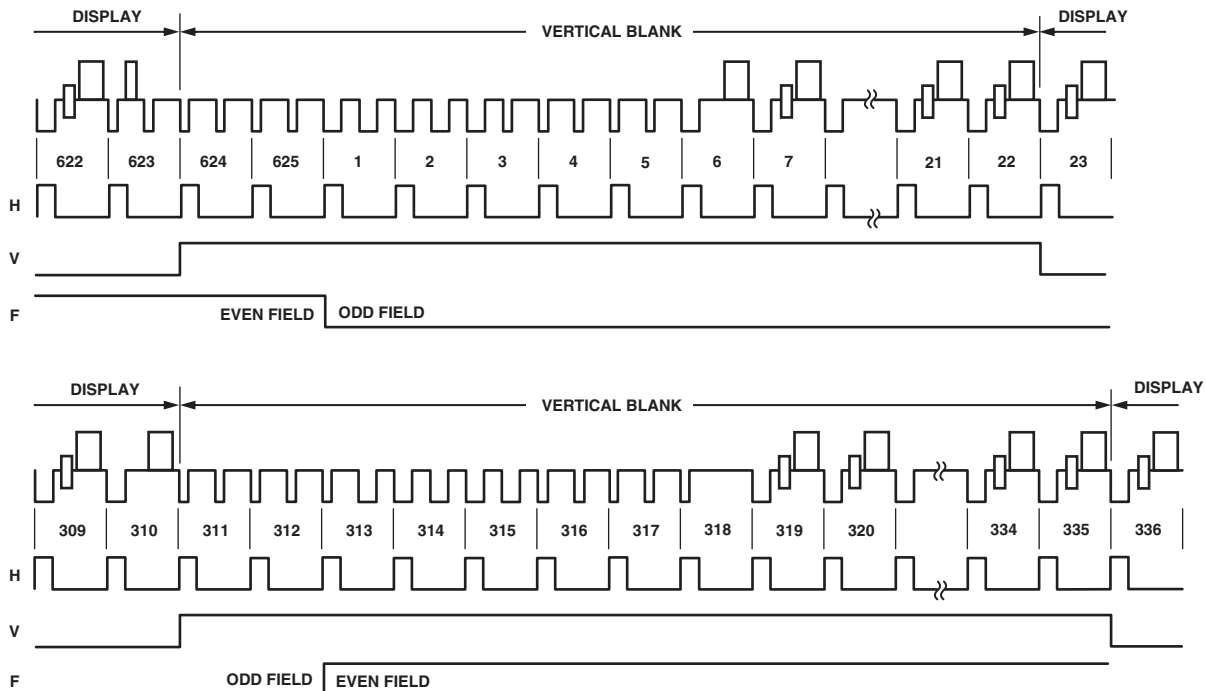 DISPLAY VERTICAL BLANK DISPLAY
622 623 624 625 1 2 3 4 5 6 7 21 22 23
H
V
F EVEN FIELD ODD FIELD
DISPLAY VERTICAL BLANK DISPLAY
309 310 311 312 313 314 315 316 317 318 319 320 334 335 336
H
V
F ODD FIELD EVEN FIELD